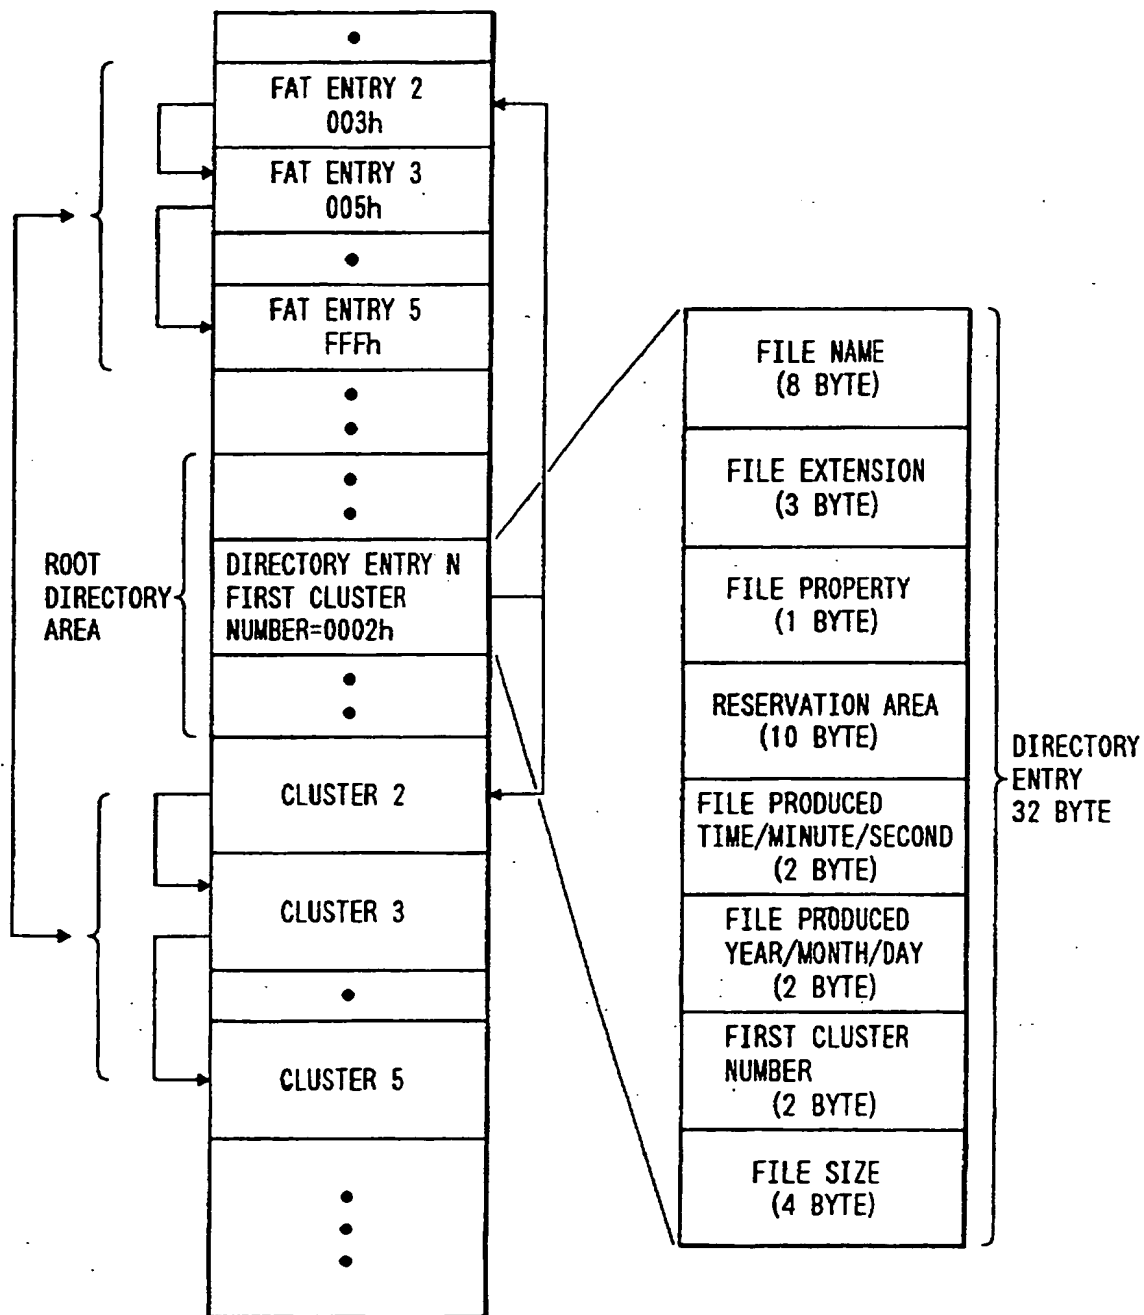 FAT ENTRY 2
003h
FAT ENTRY 3
005h
FAT ENTRY 5
FFFh
ROOT
DIRECTORY
AREA
DIRECTORY ENTRY N
FIRST CLUSTER
NUMBER=0002h
CLUSTER 2
CLUSTER 3
CLUSTER 5
FILE NAME
(8 BYTE)
FILE EXTENSION
(3 BYTE)
FILE PROPERTY
(1 BYTE)
RESERVATION AREA
(10 BYTE)
FILE PRODUCED
TIME/MINUTE/SECOND
(2 BYTE)
FILE PRODUCED
YEAR/MONTH/DAY
(2 BYTE)
FIRST CLUSTER
NUMBER
(2 BYTE)
FILE SIZE
(4 BYTE)
DIRECTORY
ENTRY
32 BYTE